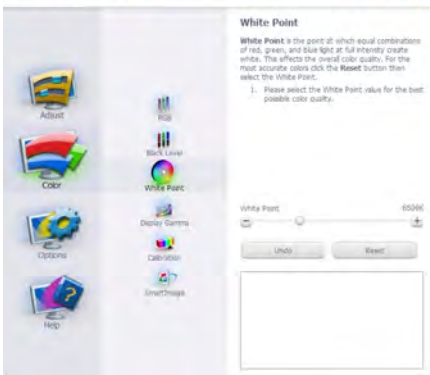 White Point
White Point is the point at which equal combinations
of red, green, and blue light at full intensity create
white. This affects the overall color quality. For the
most accurate colors click the Reset button then
select the White Point.
1. Please select the White Point value for the best
possible color quality.
Adjust
Color
Options
Help
RGB
Black Level
White Point
Display Gamma
Calibration
SmartImage
White Point
6500K
Undo
Reset